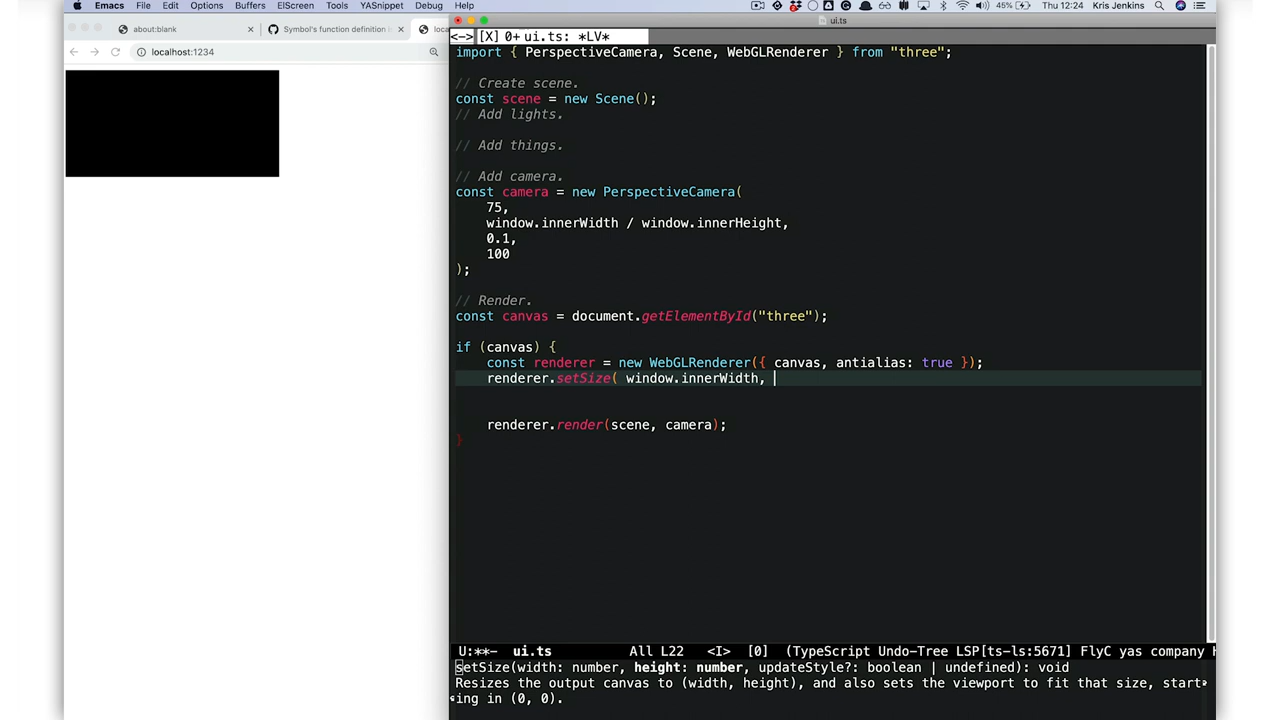 Emacs File Edit Options Buffers ElScreen Tools YASnippet Debug Help 45% Thu 12:24 Kris Jenkins
ui.ts
about:blank × Symbol's function definition × loca
localhost:1234
<-> [X] 0+ ui.ts: *LV*
import { PerspectiveCamera, Scene, WebGLRenderer } from "three";
// Create scene.
const scene = new Scene();
// Add lights.
// Add things.
// Add camera.
const camera = new PerspectiveCamera(
75,
window.innerWidth / window.innerHeight,
0.1,
100
);
// Render.
const canvas = document.getElementById("three");
if (canvas) {
const renderer = new WebGLRenderer({ canvas, antialias: true });
renderer.setSize( window.innerWidth,
renderer.render(scene, camera);
}
U:**- ui.ts All L22 <I> [0] (TypeScript Undo-Tree LSP[ts-ls:5671] FlyC yas company H
setSize(width: number, height: number, updateStyle?: boolean | undefined): void
Resizes the output canvas to (width, height), and also sets the viewport to fit that size, start
ing in (0, 0).